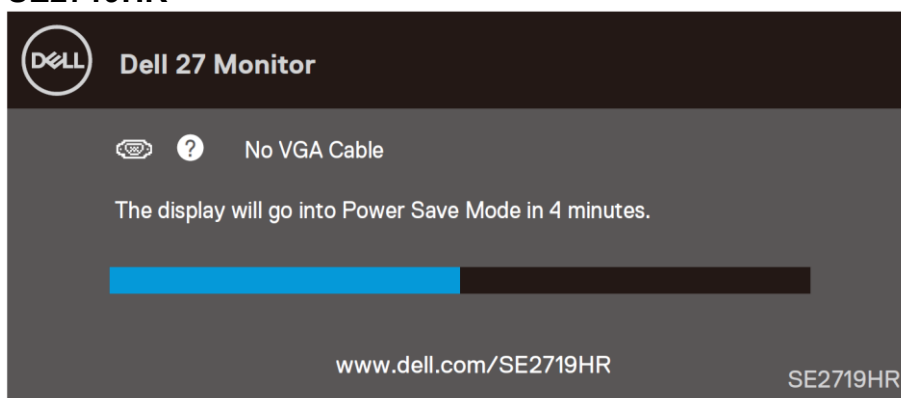 SE2719HR
DELL
Dell 27 Monitor
? No VGA Cable
The display will go into Power Save Mode in 4 minutes.
www.dell.com/SE2719HR
SE2719HR